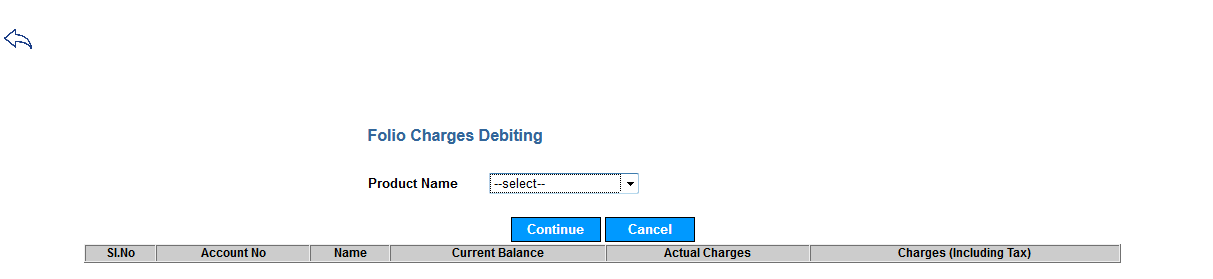 Folio Charges Debiting
Product Name --select--
Continue Cancel
Sl.No Account No Name Current Balance Actual Charges Charges (Including Tax)